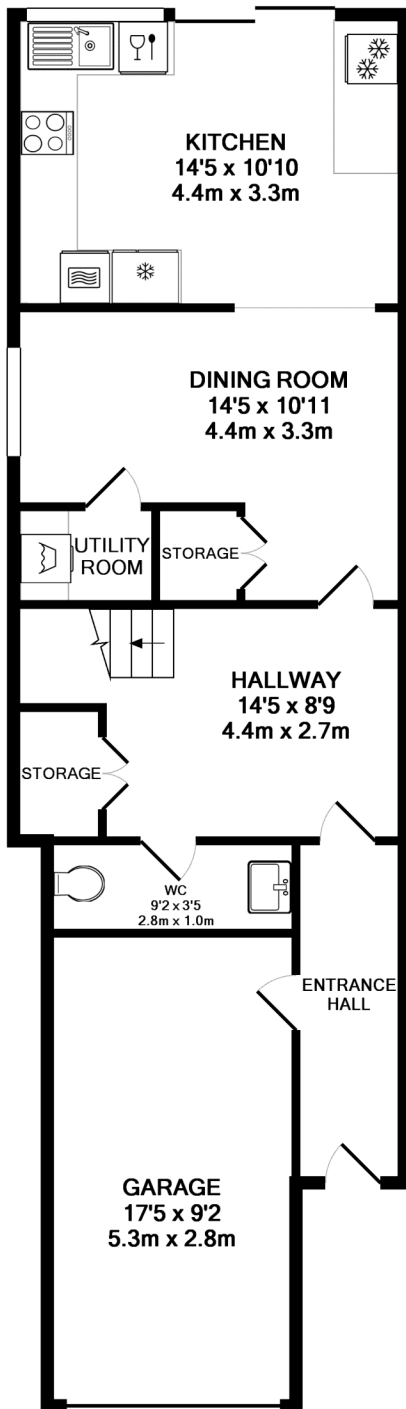 KITCHEN
14'5 x 10'10
4.4m x 3.3m
DINING ROOM
14'5 x 10'11
4.4m x 3.3m
UTILITY
ROOM
STORAGE
HALLWAY
14'5 x 8'9
4.4m x 2.7m
STORAGE
WC
9'2 x 3'5
2.8m x 1.0m
ENTRANCE
HALL
GARAGE
17'5 x 9'2
5.3m x 2.8m